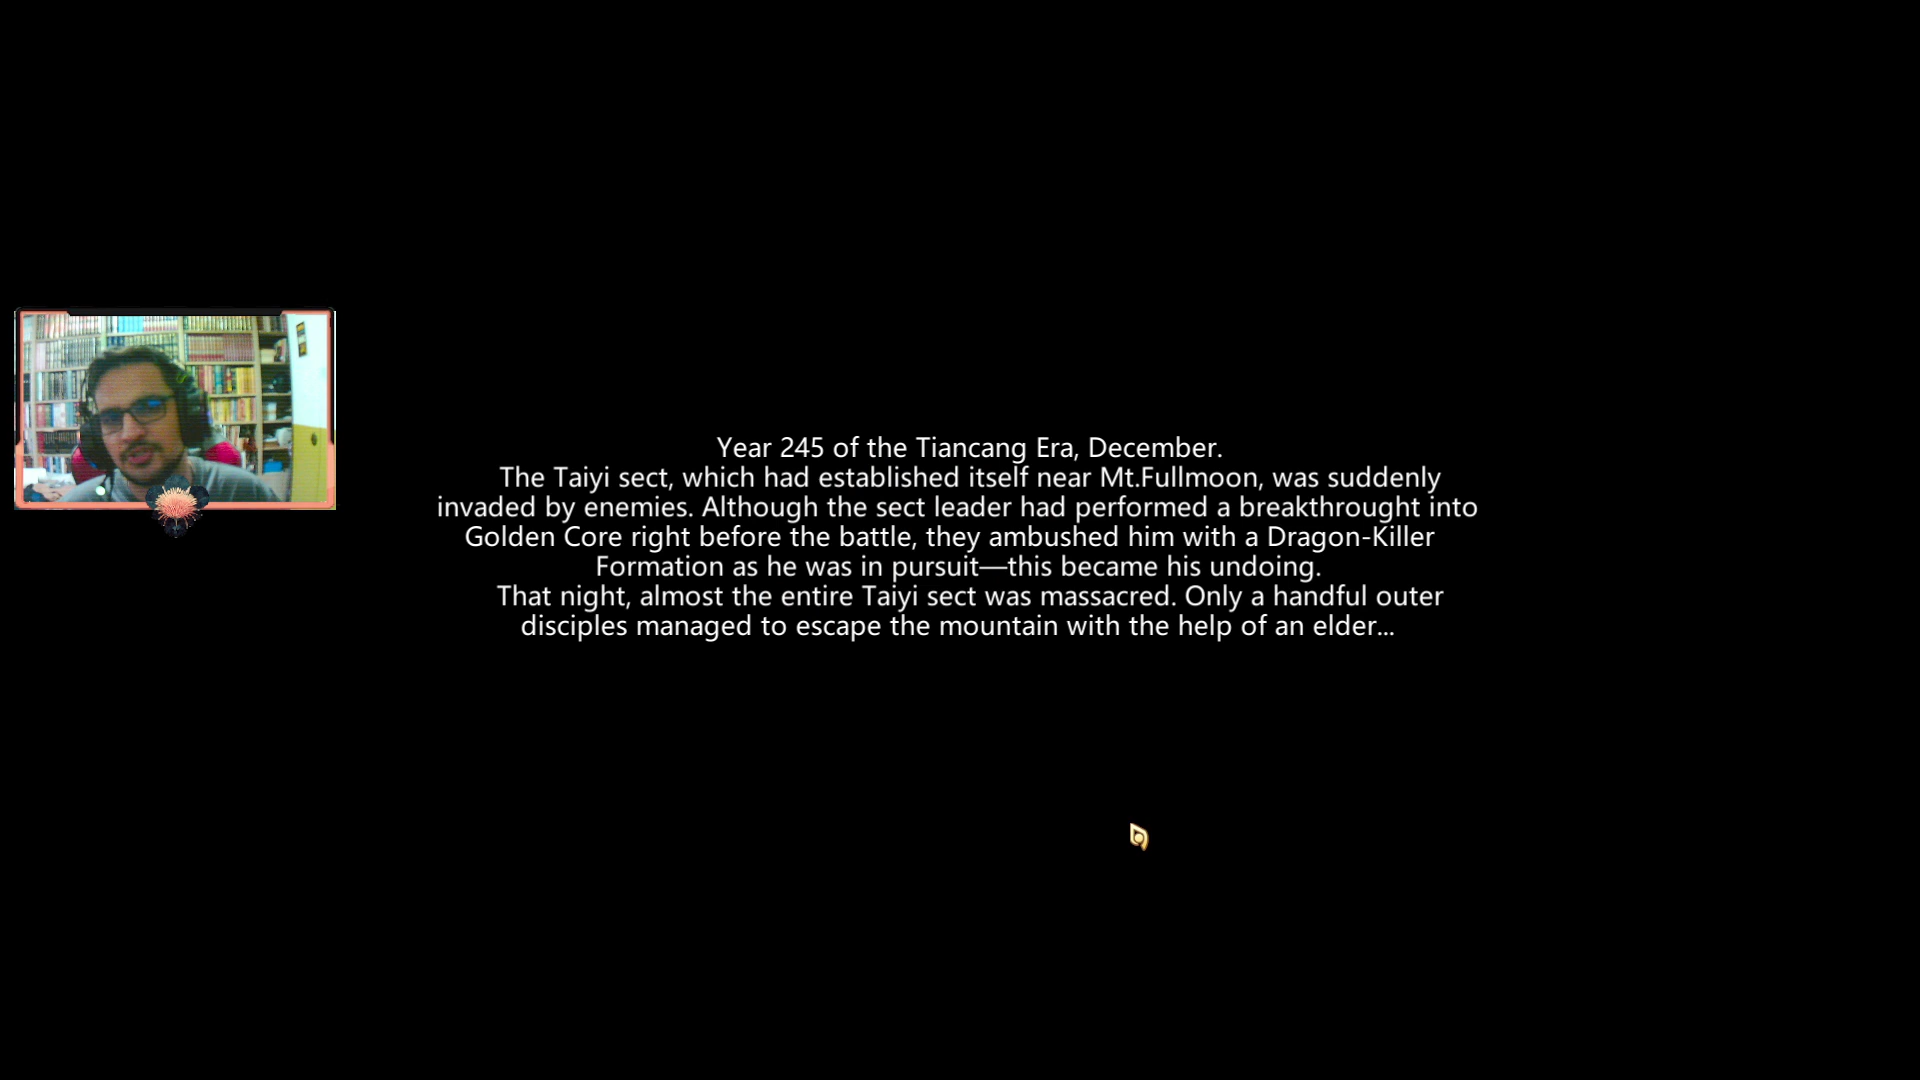 Year 245 of the Tiancang Era, December.
The Taiyi sect, which had established itself near Mt.Fullmoon, was suddenly
invaded by enemies. Although the sect leader had performed a breakthrought into
Golden Core right before the battle, they ambushed him with a Dragon-Killer
Formation as he was in pursuit—this became his undoing.
That night, almost the entire Taiyi sect was massacred. Only a handful outer
disciples managed to escape the mountain with the help of an elder...